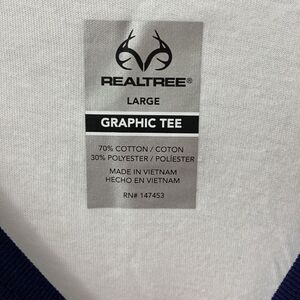 REALTREE®
LARGE
GRAPHIC TEE
70% COTTON / COTON
30% POLYESTER / POLIÉSTER
MADE IN VIETNAM
HECHO EN VIETNAM
RN# 147453